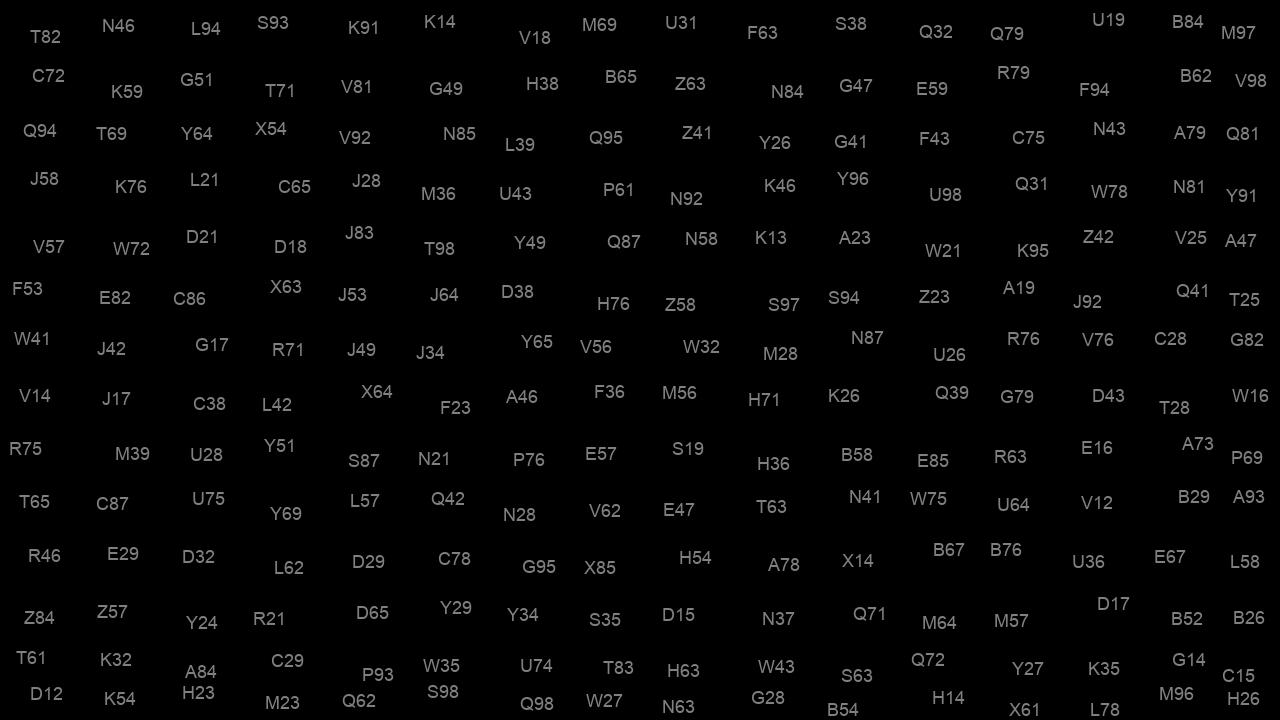 T82 N46 L94 S93 K91 K14 V18 M69 U31 F63 S38 Q32 Q79 U19 B84 M97
C72 K59 G51 T71 V81 G49 H38 B65 Z63 N84 G47 E59 R79 F94 B62 V98
Q94 T69 Y64 X54 V92 N85 L39 Q95 Z41 Y26 G41 F43 C75 N43 A79 Q81
J58 K76 L21 C65 J28 M36 U43 P61 N92 K46 Y96 U98 Q31 W78 N81 Y91
V57 W72 D21 D18 J83 T98 Y49 Q87 N58 K13 A23 W21 K95 Z42 V25 A47
F53 E82 C86 X63 J53 J64 D38 H76 Z58 S97 S94 Z23 A19 J92 Q41 T25
W41 J42 G17 R71 J49 J34 Y65 V56 W32 M28 N87 U26 R76 V76 C28 G82
V14 J17 C38 L42 X64 F23 A46 F36 M56 H71 K26 Q39 G79 D43 T28 W16
R75 M39 U28 Y51 S87 N21 P76 E57 S19 H36 B58 E85 R63 E16 A73 P69
T65 C87 U75 Y69 L57 Q42 N28 V62 E47 T63 N41 W75 U64 V12 B29 A93
R46 E29 D32 L62 D29 C78 G95 X85 H54 A78 X14 B67 B76 U36 E67 L58
Z84 Z57 Y24 R21 D65 Y29 Y34 S35 D15 N37 Q71 M64 M57 D17 B52 B26
T61 K32 A84 C29 P93 W35 U74 T83 H63 W43 S63 Q72 Y27 K35 G14 C15
D12 K54 H23 M23 Q62 S98 Q98 W27 N63 G28 B54 H14 X61 L78 M96 H26